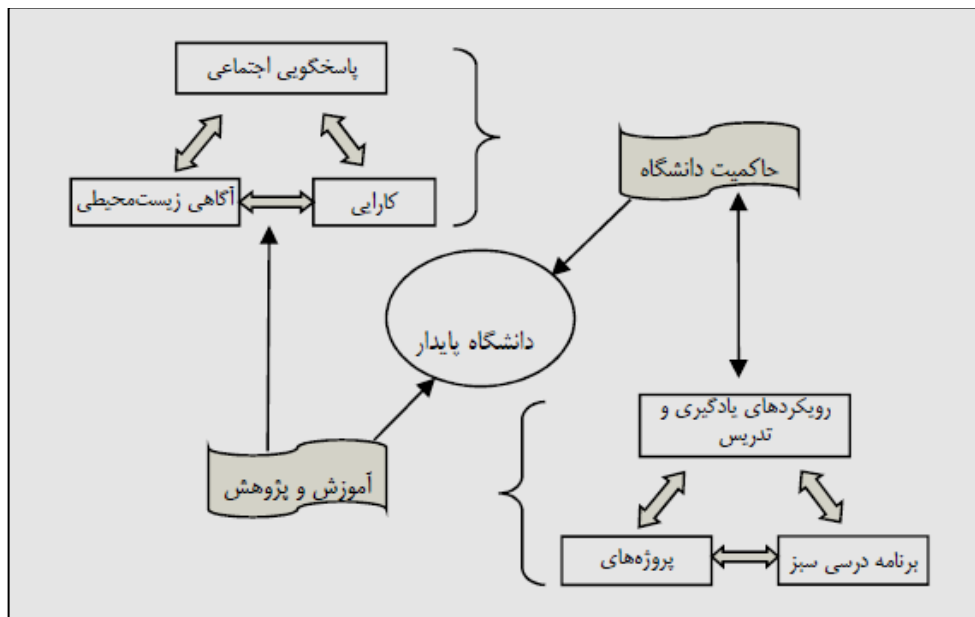 پاسخگویی اجتماعی
حاکمیت دانشگاه
آگاهی زیست‌محیطی
کارایی
دانشگاه پایدار
رویکردهای یادگیری و
تدریس
آموزش و پژوهش
برنامه درسی سبز
پروژه‌های